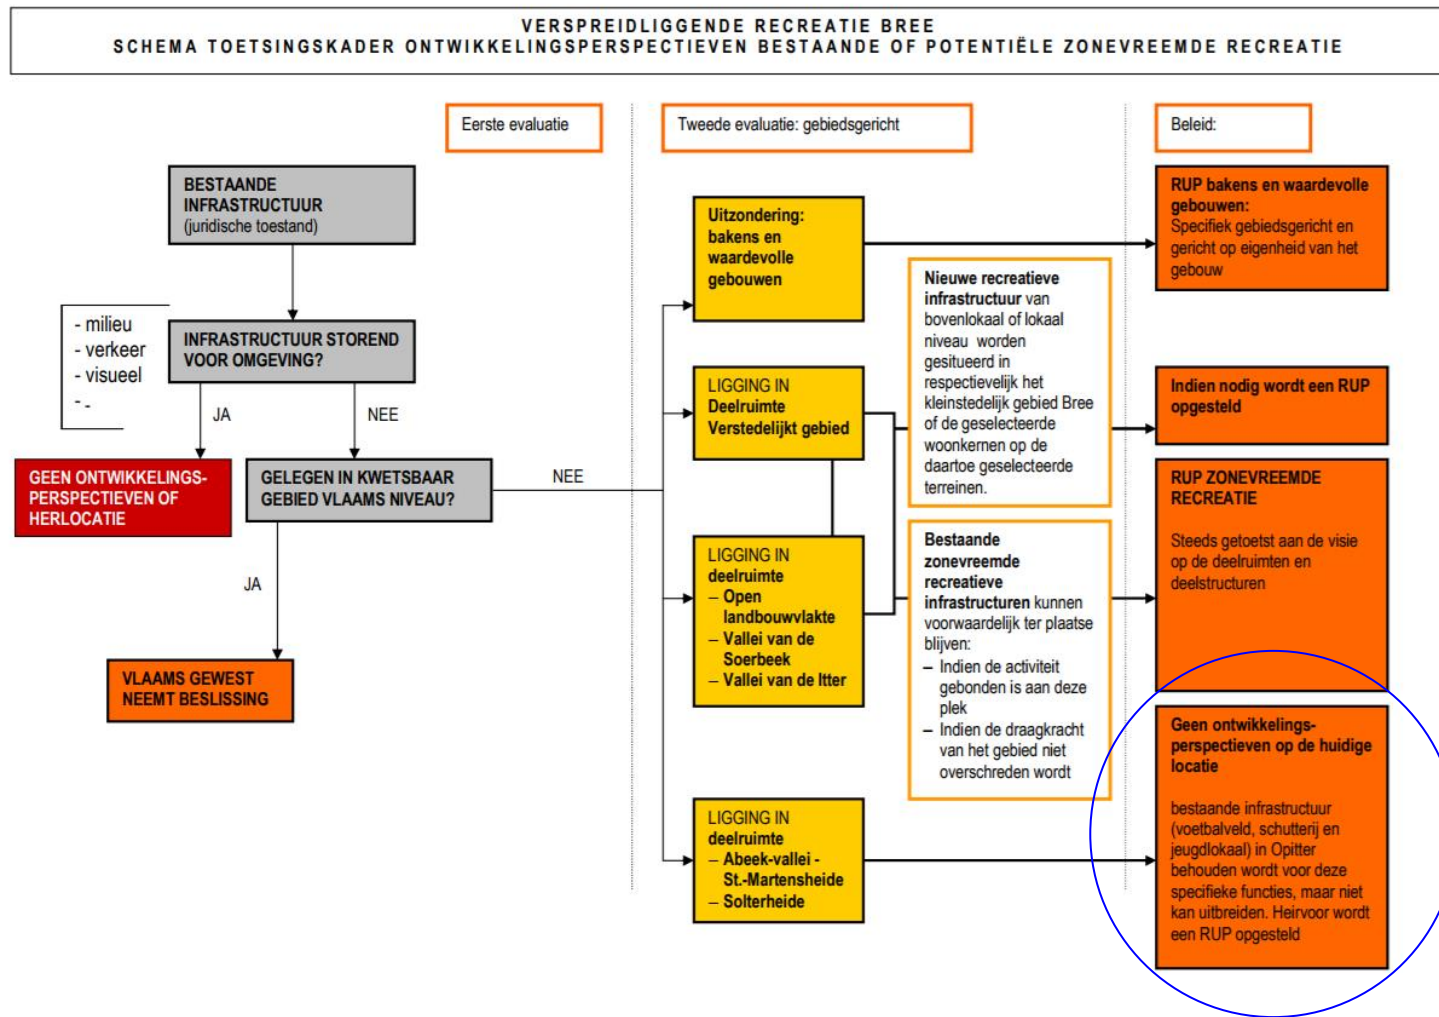 VERSPREIDLIGGENDE RECREATIE BREE
SCHEMA TOETSINGSKADER ONTWIKKELINGSPERSPECTIEVEN BESTAANDE OF POTENTIËLE ZONEVREEMDE RECREATIE
Eerste evaluatie
Tweede evaluatie: gebiedsgericht
Beleid:
BESTAANDE
INFRASTRUCTUUR
(juridische toestand)
- milieu
- verkeer
- visueel
- -
INFRASTRUCTUUR STOREND
VOOR OMGEVING?
JA
NEE
GEEN ONTWIKKELINGS-
PERSPECTIEVEN OF
HERLOCATIE
GELEGEN IN KWETSBAAR
GEBIED VLAAMS NIVEAU?
NEE
JA
VLAAMS GEWEST
NEEMT BESLISSING
Uitzondering:
bakens en
waardevolle
gebouwen
LIGGING IN
Deelruimte
Verstedelijkt gebied
LIGGING IN
deelruimte
– Open
landbouwvlakte
– Vallei van de
Soerbeek
– Vallei van de Itter
LIGGING IN
deelruimte
– Abeek-vallei -
St.-Martensheide
– Solterheide
Nieuwe recreatieve
infrastructuur van
bovenlokaal of lokaal
niveau worden
gesitueerd in
respectievelijk het
kleinstedelijk gebied Bree
of de geselecteerde
woonkernen op de
daartoe geselecteerde
terreinen.
Bestaande
zonevreemde
recreatieve
infrastructuren kunnen
voorwaardelijk ter plaatse
blijven:
– Indien de activiteit
gebonden is aan deze
plek
– Indien de draagkracht
van het gebied niet
overschreden wordt
RUP bakens en waardevolle
gebouwen:
Specifiek gebiedsgericht en
gericht op eigenheid van het
gebouw
Indien nodig wordt een RUP
opgesteld
RUP ZONEVREEMDE
RECREATIE
Steeds getoetst aan de visie
op de deelruimten en
deelstructuren
Geen ontwikkelings-
perspectieven op de huidige
locatie
bestaande infrastructuur
(voetbalveld, schutterij en
jeugdlokaal) in Opitter
behouden wordt voor deze
specifieke functies, maar niet
kan uitbreiden. Heirvoor wordt
een RUP opgesteld